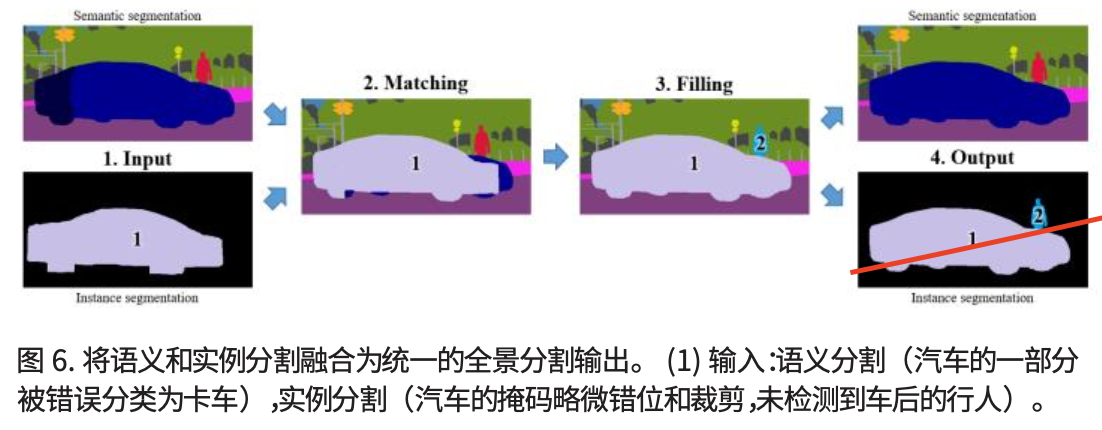 Semantic segmentation
Semantic segmentation
2. Matching
3. Filling
1. Input
1
1
2
4. Output
1
1
2
Instance segmentation
Instance segmentation
图 6. 将语义和实例分割融合为统一的全景分割输出。 (1) 输入:语义分割（汽车的一部分
被错误分类为卡车）,实例分割（汽车的掩码略微错位和裁剪,未检测到车后的行人）。